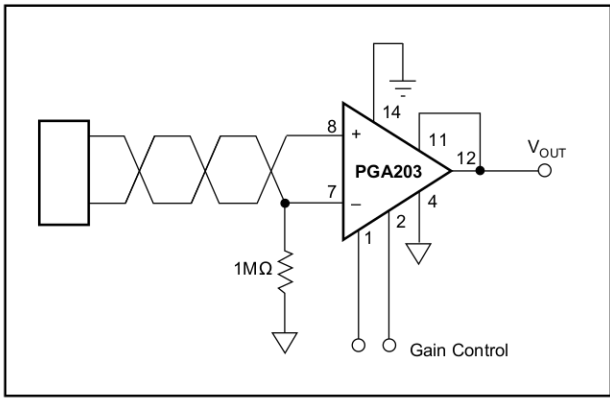 14
8
+
11
PGA203
12
V_OUT
7
–
4
2
1
1MΩ
Gain Control